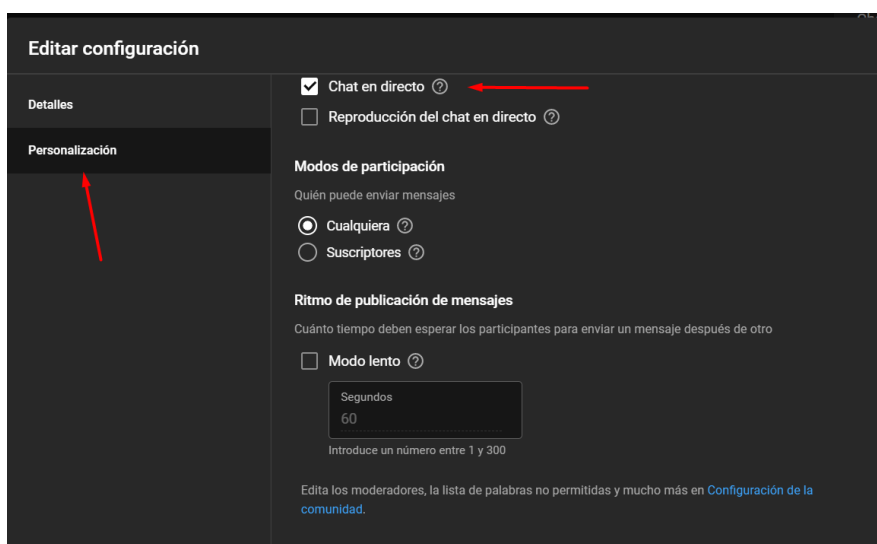 Editar configuración
Detalles
Personalización
Chat en directo
Reproducción del chat en directo
Modos de participación
Quién puede enviar mensajes
Cualquiera
Suscriptores
Ritmo de publicación de mensajes
Cuánto tiempo deben esperar los participantes para enviar un mensaje después de otro
Modo lento
Segundos
60
Introduce un número entre 1 y 300
Edita los moderadores, la lista de palabras no permitidas y mucho más en Configuración de la
comunidad.